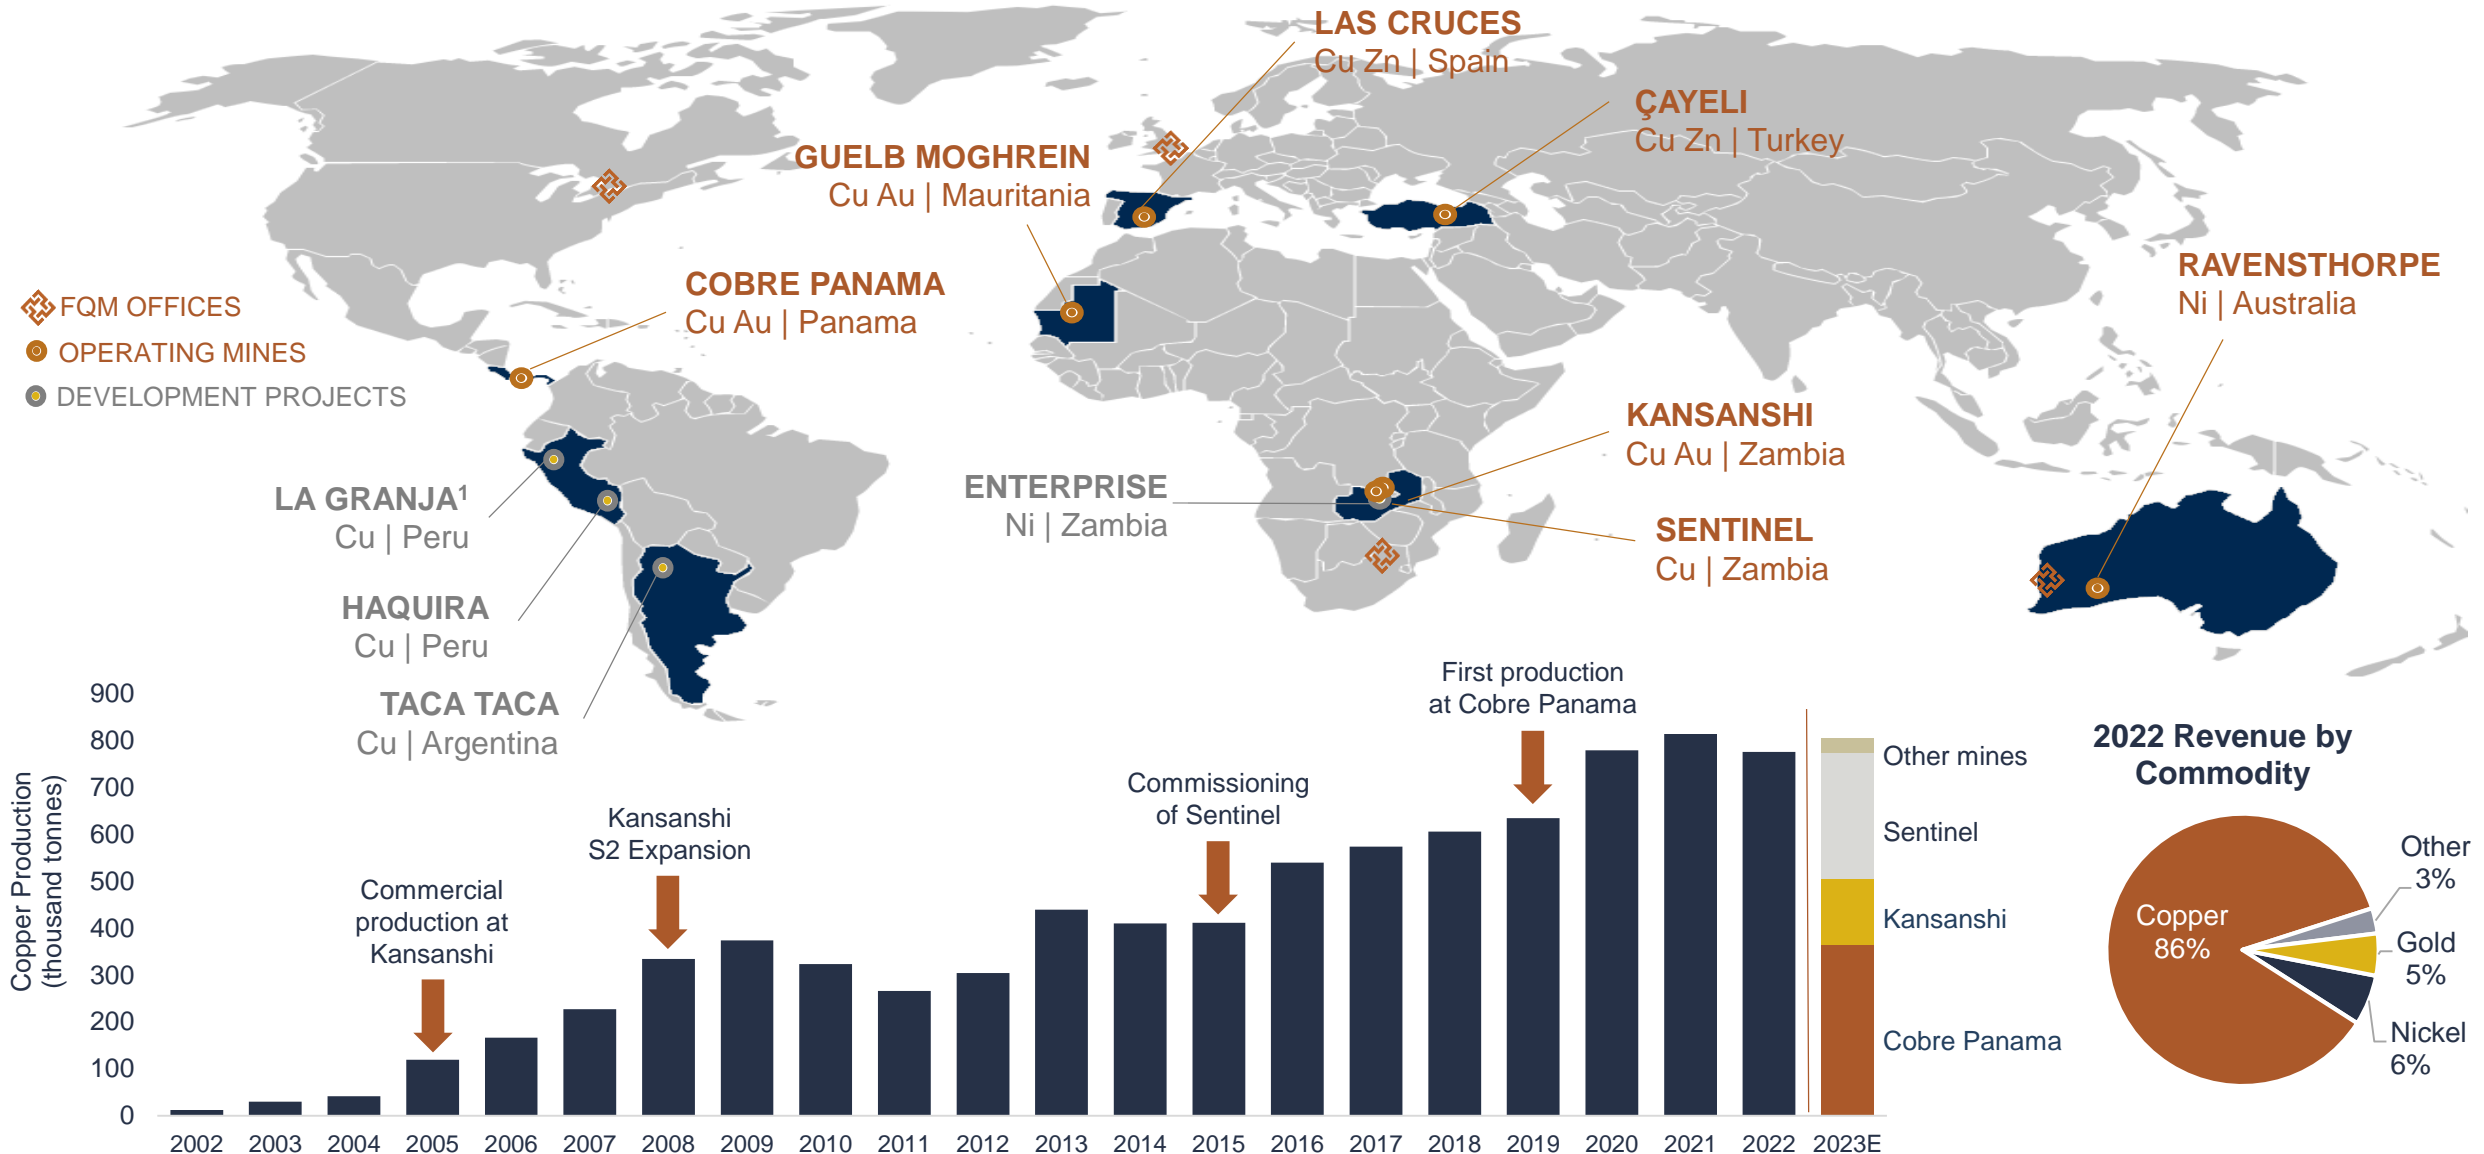 LAS CRUCES
Cu Zn | Spain
ÇAYELI
Cu Zn | Turkey
GUELB MOGHREIN
Cu Au | Mauritania
RAVENSTHORPE
Ni | Australia
COBRE PANAMA
Cu Au | Panama
FQM OFFICES
OPERATING MINES
DEVELOPMENT PROJECTS
KANSANSHI
Cu Au | Zambia
ENTERPRISE
Ni | Zambia
LA GRANJA¹
Cu | Peru
SENTINEL
Cu | Zambia
HAQUIRA
Cu | Peru
TACA TACA
Cu | Argentina
Copper Production
(thousand tonnes)
900
800
700
600
500
400
300
200
100
0
Commercial
production at
Kansanshi
Kansanshi
S2 Expansion
Commissioning
of Sentinel
First production
at Cobre Panama
Other mines
Sentinel
Kansanshi
Cobre Panama
2002 2003 2004 2005 2006 2007 2008 2009 2010 2011 2012 2013 2014 2015 2016 2017 2018 2019 2020 2021 2022 2023E
2022 Revenue by
Commodity
Copper
86%
Other
3%
Gold
5%
Nickel
6%